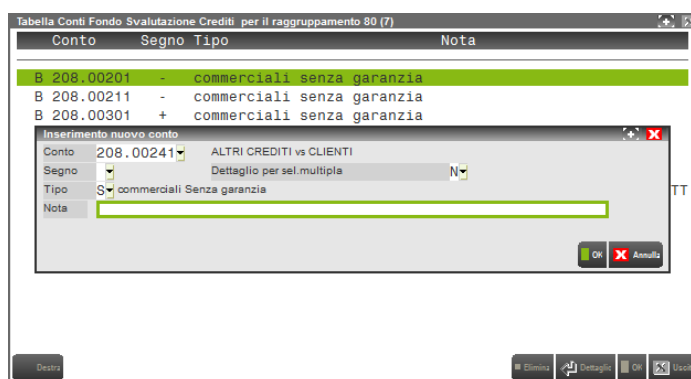 Tabella Conti Fondo Svalutazione Crediti per il raggruppamento 80 (7)
Conto Segno Tipo Nota
B 208.00201 - commerciali senza garanzia
B 208.00211 - commerciali senza garanzia
B 208.00301 + commerciali senza garanzia
Inserimento nuovo conto
Conto 208.00241 ALTRI CREDITI vs CLIENTI
Segno Dettaglio per sel.multipla N
Tipo S commerciali Senza garanzia
TT
Nota
OK Annulla
Destra Elimina Dettaglio OK